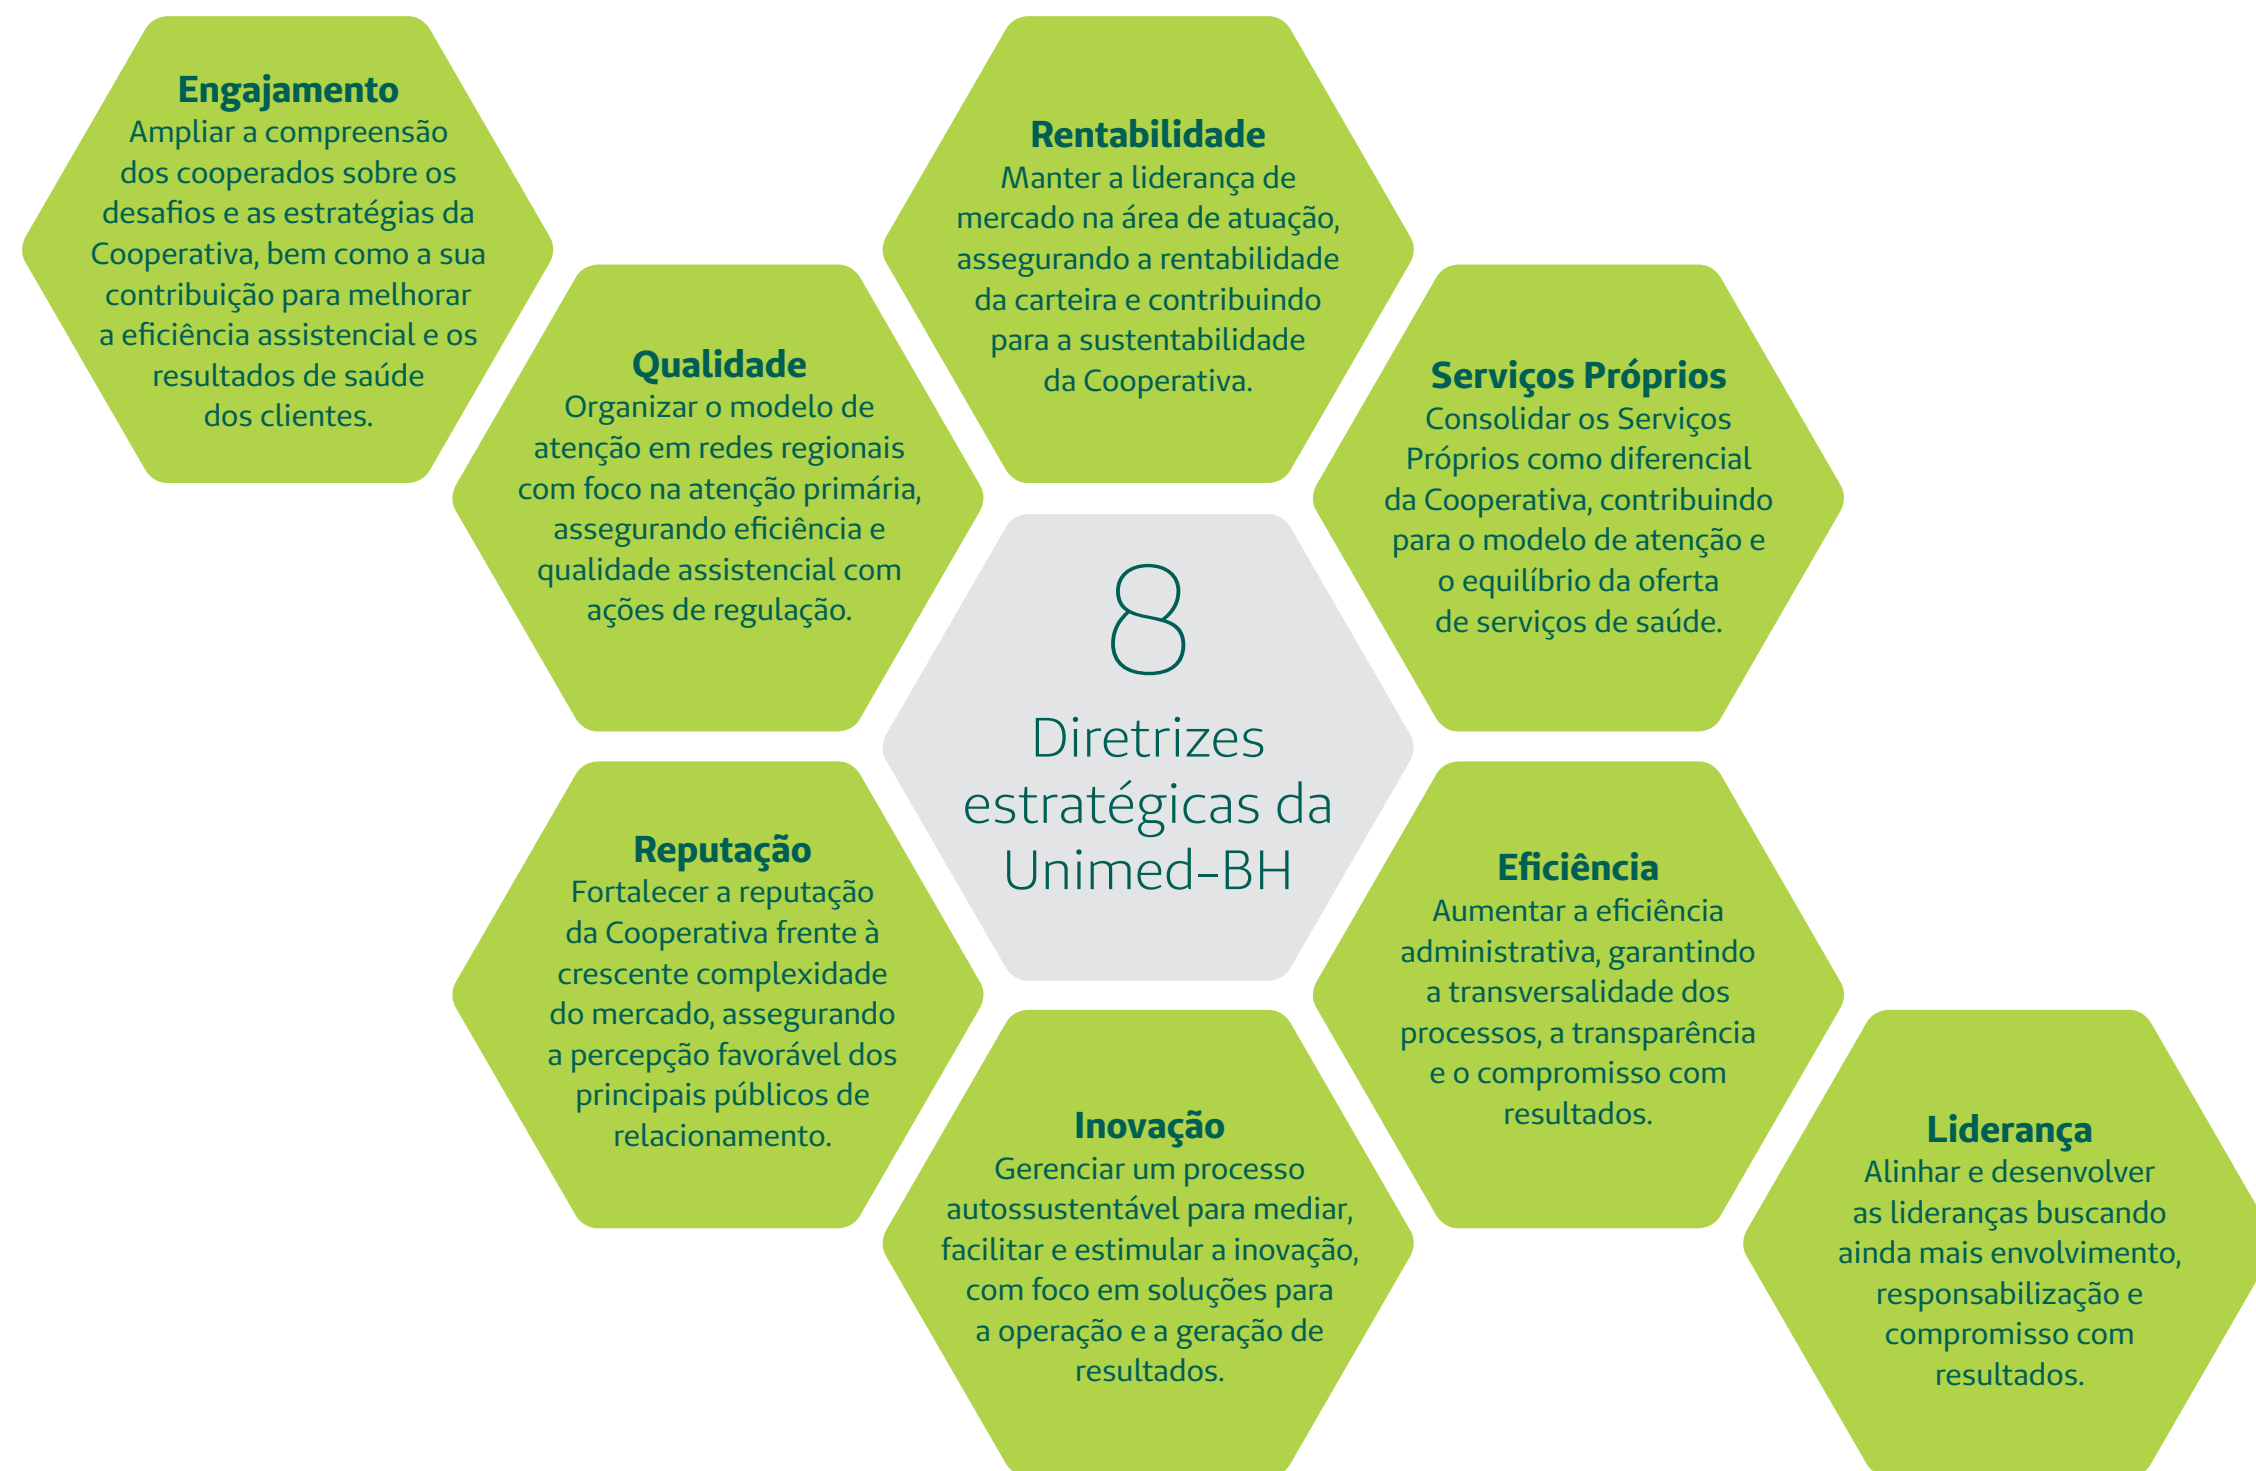 Engajamento
Ampliar a compreensão
dos cooperados sobre os
desafios e as estratégias da
Cooperativa, bem como a sua
contribuição para melhorar
a eficiência assistencial e os
resultados de saúde
dos clientes.
Qualidade
Organizar o modelo de
atenção em redes regionais
com foco na atenção primária,
assegurando eficiência e
qualidade assistencial com
ações de regulação.
Rentabilidade
Manter a liderança de
mercado na área de atuação,
assegurando a rentabilidade
da carteira e contribuindo
para a sustentabilidade
da Cooperativa.
Serviços Próprios
Consolidar os Serviços
Próprios como diferencial
da Cooperativa, contribuindo
para o modelo de atenção e
o equilíbrio da oferta
de serviços de saúde.
8
Diretrizes
estratégicas da
Unimed-BH
Reputação
Fortalecer a reputação
da Cooperativa frente à
crescente complexidade
do mercado, assegurando
a percepção favorável dos
principais públicos de
relacionamento.
Inovação
Gerenciar um processo
autossustentável para mediar,
facilitar e estimular a inovação,
com foco em soluções para
a operação e a geração de
resultados.
Eficiência
Aumentar a eficiência
administrativa, garantindo
a transversalidade dos
processos, a transparência
e o compromisso com
resultados.
Liderança
Alinhar e desenvolver
as lideranças buscando
ainda mais envolvimento,
responsabilização e
compromisso com
resultados.